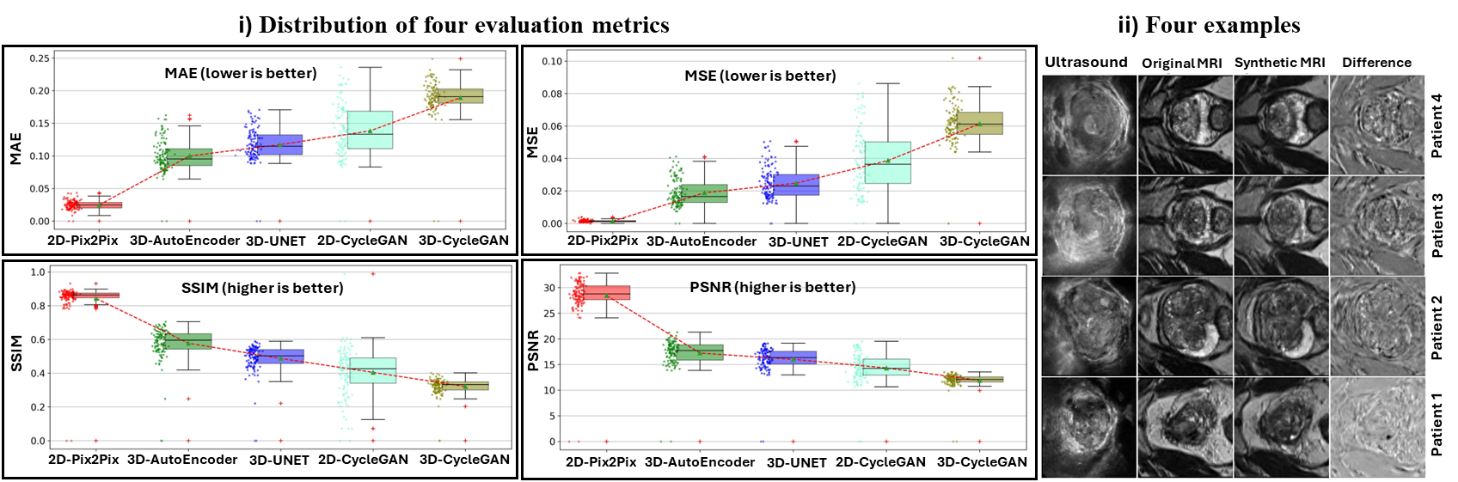 i) Distribution of four evaluation metrics
ii) Four examples
MAE (lower is better)
MAE
0.25
0.20
0.15
0.10
0.05
0.00
2D-Pix2Pix 3D-AutoEncoder 3D-UNET 2D-CycleGAN 3D-CycleGAN
MSE (lower is better)
MSE
0.10
0.08
0.06
0.04
0.02
0.00
2D-Pix2Pix 3D-AutoEncoder 3D-UNET 2D-CycleGAN 3D-CycleGAN
SSIM (higher is better)
SSIM
1.0
0.8
0.6
0.4
0.2
0.0
2D-Pix2Pix 3D-AutoEncoder 3D-UNET 2D-CycleGAN 3D-CycleGAN
PSNR (higher is better)
PSNR
30
25
20
15
10
5
0
2D-Pix2Pix 3D-AutoEncoder 3D-UNET 2D-CycleGAN 3D-CycleGAN
Ultrasound Original MRI Synthetic MRI Difference
Patient 4
Patient 3
Patient 2
Patient 1